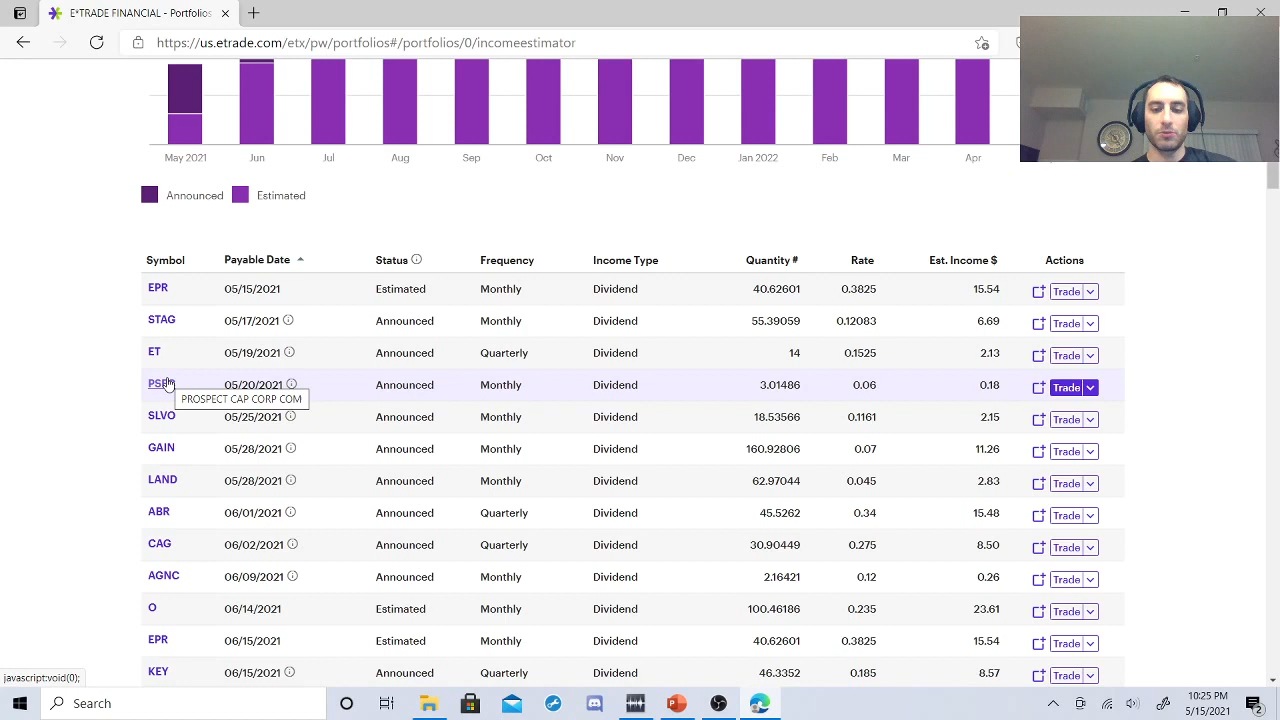 E*TRADE FINANCIAL - Portfolios
https://us.etrade.com/etx/pw/portfolios#/portfolios/0/incomeestimator
May 2021 Jun Jul Aug Sep Oct Nov Dec Jan 2022 Feb Mar Apr
Announced Estimated
Symbol Payable Date Status Frequency Income Type Quantity # Rate Est. Income $ Actions
EPR 05/15/2021 Estimated Monthly Dividend 40.62601 0.3825 15.54 Trade
STAG 05/17/2021 Announced Monthly Dividend 55.39059 0.12083 6.69 Trade
ET 05/19/2021 Announced Quarterly Dividend 14 0.1525 2.13 Trade
05/20/2021 Announced Monthly Dividend 3.01486 0.06 0.18 Trade
PROSPECT CAP CORP COM
SLVO 05/25/2021 Announced Monthly Dividend 18.53566 0.1161 2.15 Trade
GAIN 05/28/2021 Announced Monthly Dividend 160.92806 0.07 11.26 Trade
LAND 05/28/2021 Announced Monthly Dividend 62.97044 0.045 2.83 Trade
ABR 06/01/2021 Announced Quarterly Dividend 45.5262 0.34 15.48 Trade
CAG 06/02/2021 Announced Quarterly Dividend 30.90449 0.275 8.50 Trade
AGNC 06/09/2021 Announced Monthly Dividend 2.16421 0.12 0.26 Trade
O 06/14/2021 Estimated Monthly Dividend 100.46186 0.235 23.61 Trade
EPR 06/15/2021 Estimated Monthly Dividend 40.62601 0.3825 15.54 Trade
KEY 06/15/2021 Announced Quarterly Dividend 46.3352 0.185 8.57 Trade
javascript:void(0);
Search
10:25 PM
5/15/2021
2